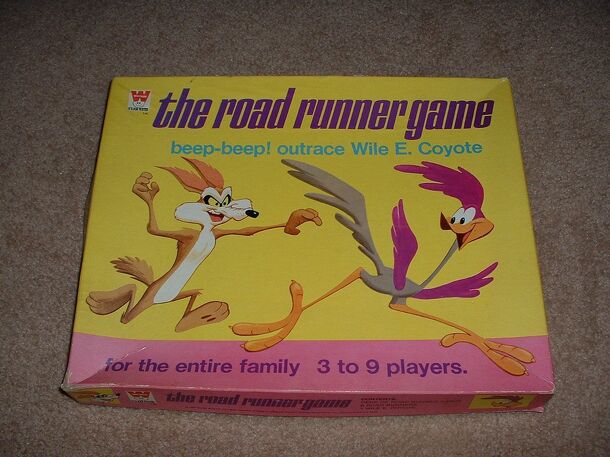 the road runner game
beep-beep! outrace Wile E. Coyote
for the entire family 3 to 9 players.
the road runner game
CONTENTS: